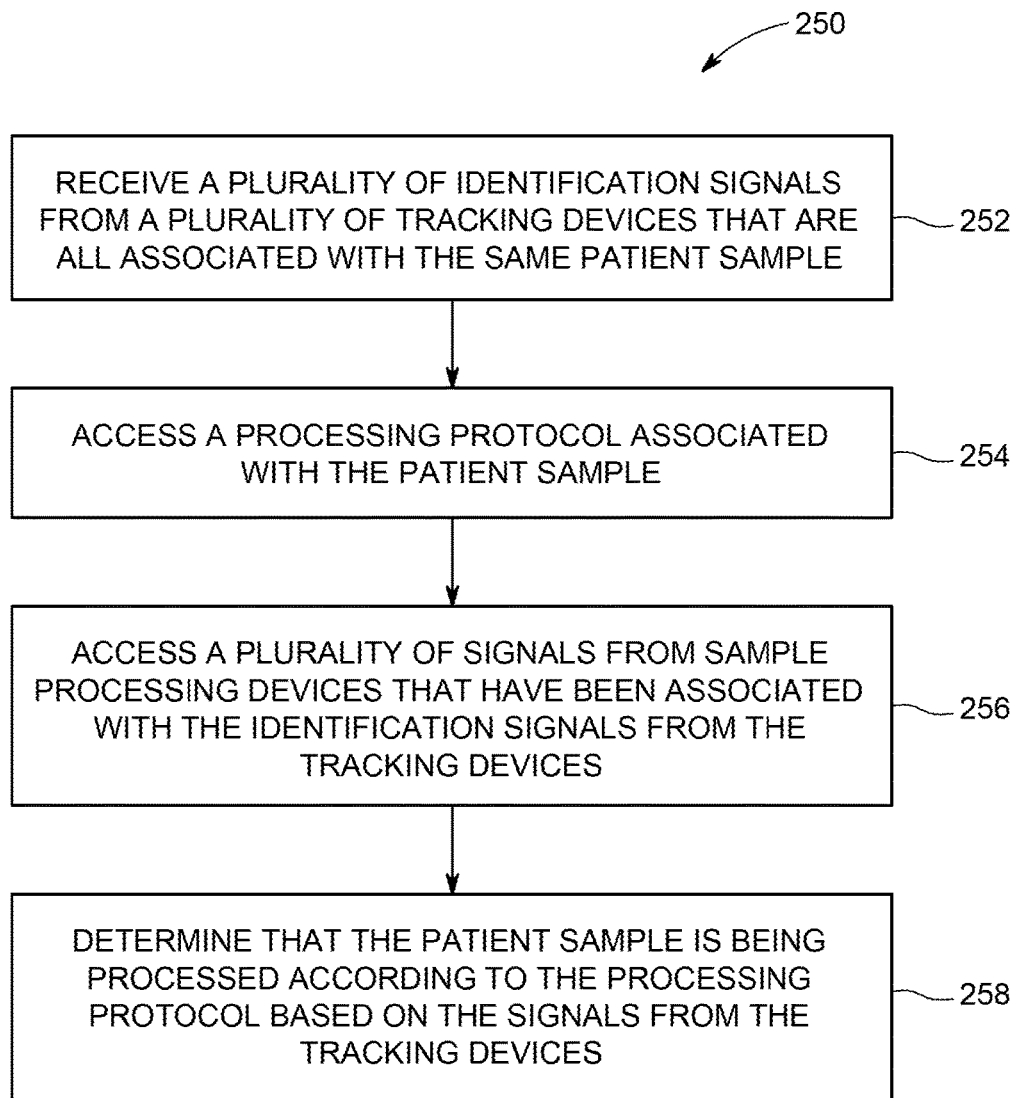 250
RECEIVE A PLURALITY OF IDENTIFICATION SIGNALS
FROM A PLURALITY OF TRACKING DEVICES THAT ARE
ALL ASSOCIATED WITH THE SAME PATIENT SAMPLE
252
ACCESS A PROCESSING PROTOCOL ASSOCIATED
WITH THE PATIENT SAMPLE
254
ACCESS A PLURALITY OF SIGNALS FROM SAMPLE
PROCESSING DEVICES THAT HAVE BEEN ASSOCIATED
WITH THE IDENTIFICATION SIGNALS FROM THE
TRACKING DEVICES
256
DETERMINE THAT THE PATIENT SAMPLE IS BEING
PROCESSED ACCORDING TO THE PROCESSING
PROTOCOL BASED ON THE SIGNALS FROM THE
TRACKING DEVICES
258